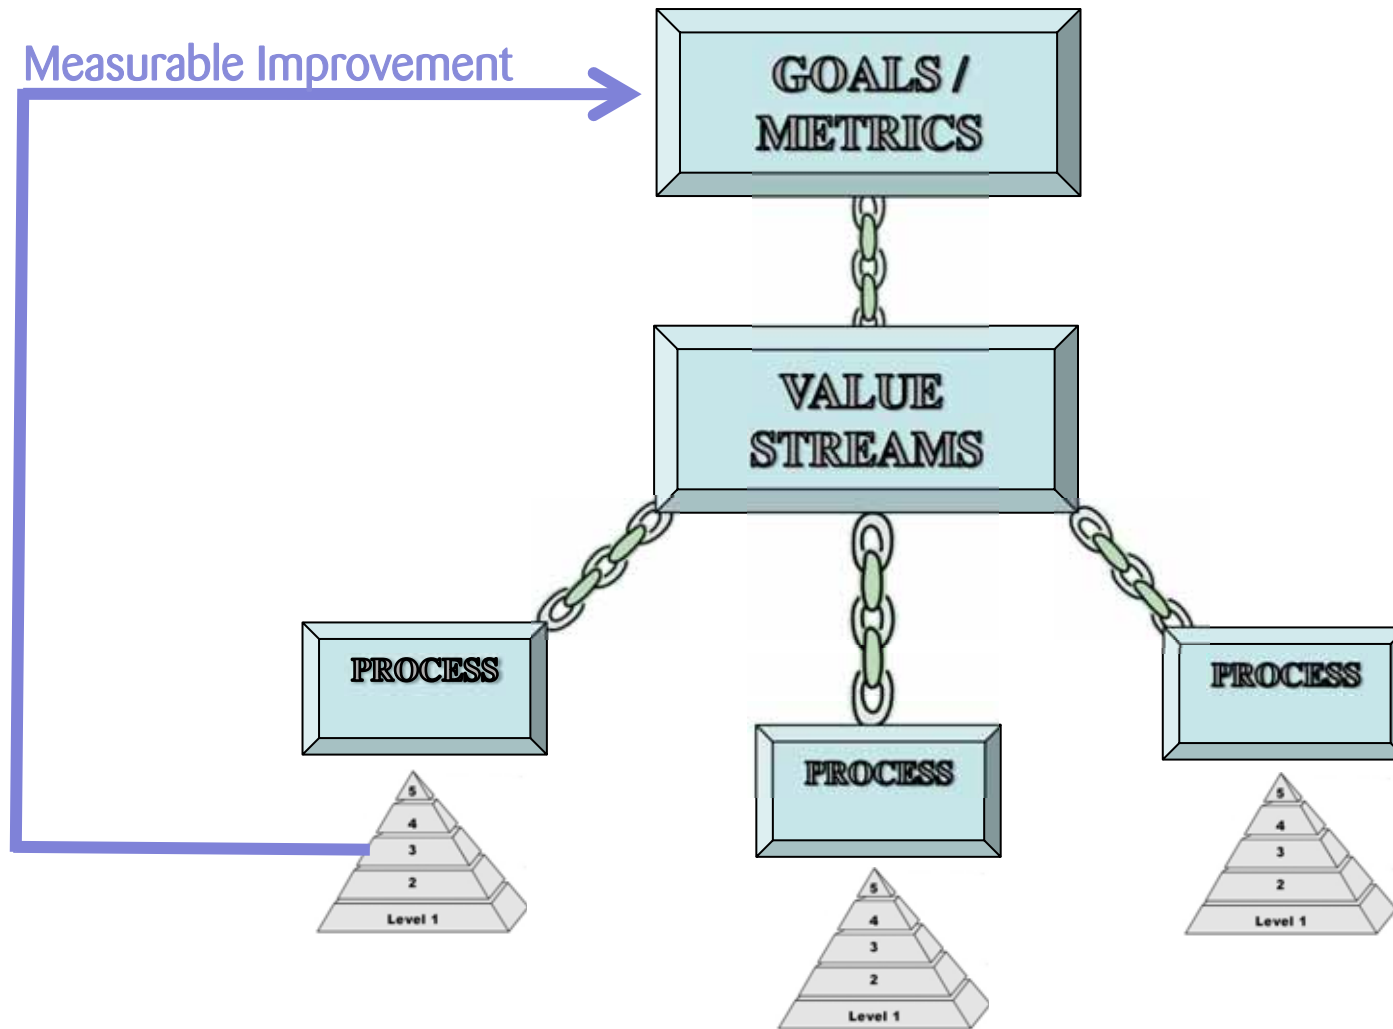 Measurable Improvement
GOALS /
METRICS
VALUE
STREAMS
PROCESS
PROCESS
PROCESS
5
4
3
2
Level 1
5
4
3
2
Level 1
5
4
3
2
Level 1